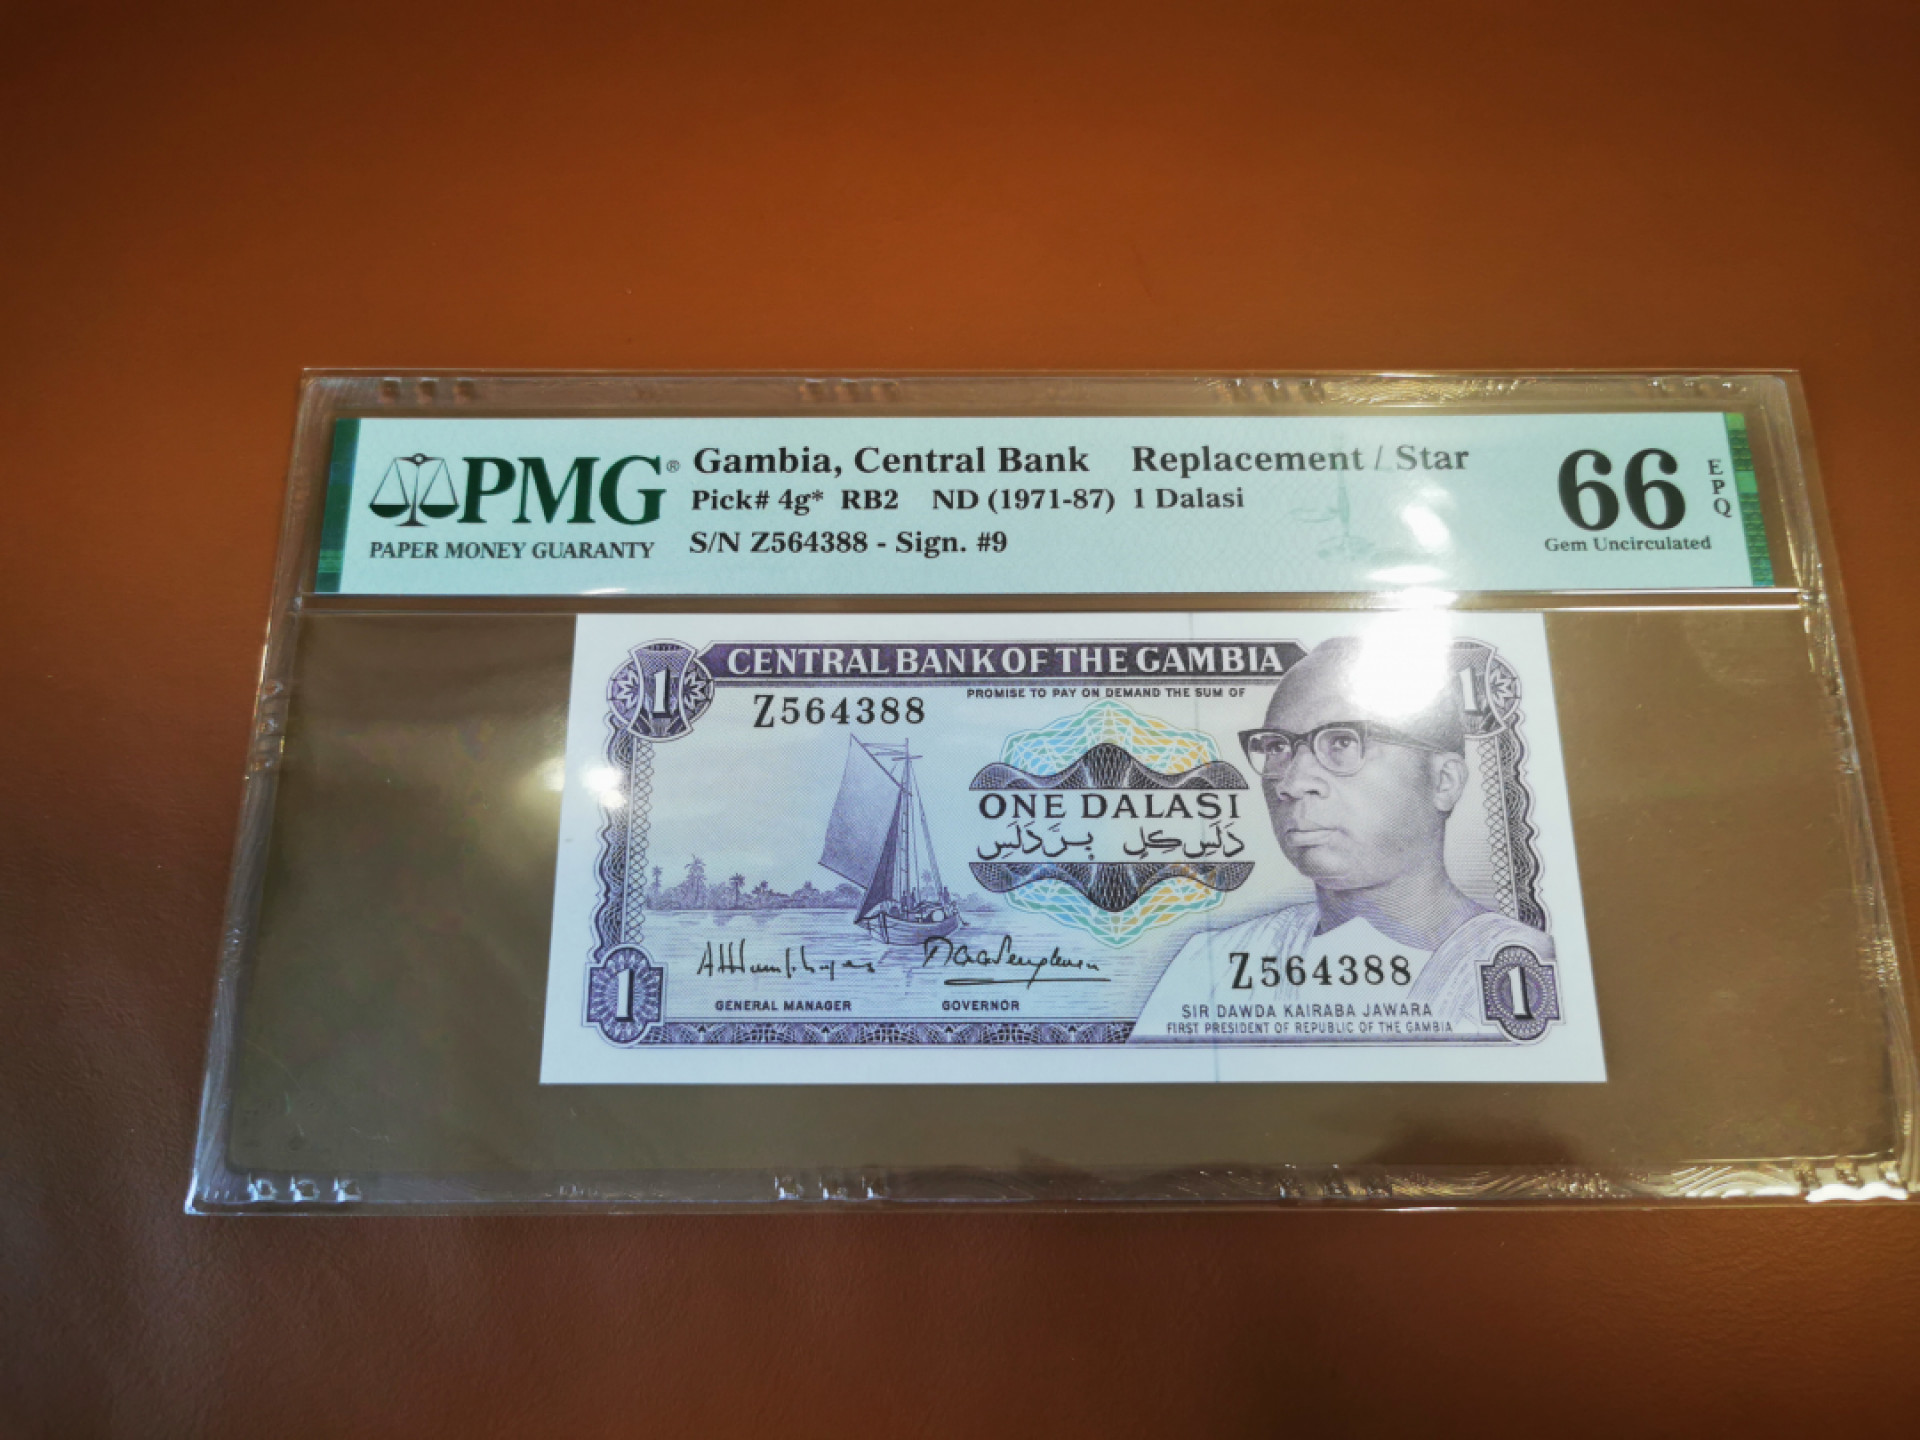 PMG®
PAPER MONEY GUARANTY
Gambia, Central Bank Replacement / Star
Pick# 4g* RB2 ND (1971-87) 1 Dalasi
S/N Z564388 - Sign. #9
66
EPQ
Gem Uncirculated
1 CENTRAL BANK OF THE GAMBIA 1
PROMISE TO PAY ON DEMAND THE SUM OF
Z564388
ONE DALASI
Z564388
GENERAL MANAGER GOVERNOR
1 1
SIR DAWDA KAIRABA JAWARA
FIRST PRESIDENT OF REPUBLIC OF THE GAMBIA